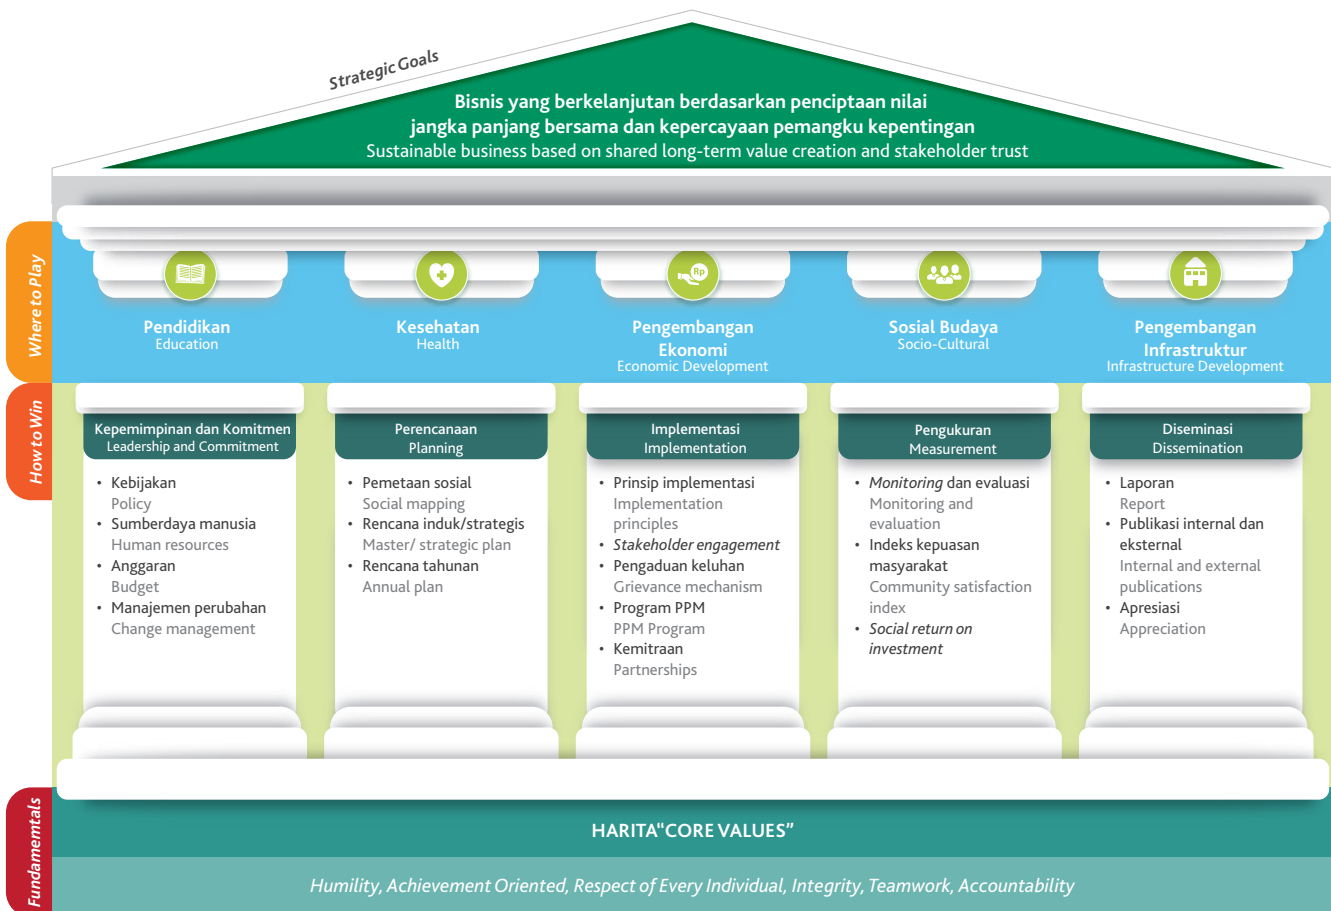 Strategic Goals
Bisnis yang berkelanjutan berdasarkan penciptaan nilai
jangka panjang bersama dan kepercayaan pemangku kepentingan
Sustainable business based on shared long-term value creation and stakeholder trust
Where to Play
Rp
Pendidikan
Education
Kesehatan
Health
Pengembangan
Ekonomi
Economic Development
Sosial Budaya
Socio-Cultural
Pengembangan
Infrastruktur
Infrastructure Development
How to Win
Kepemimpinan dan Komitmen
Leadership and Commitment
• Kebijakan
Policy
• Sumberdaya manusia
Human resources
• Anggaran
Budget
• Manajemen perubahan
Change management
Perencanaan
Planning
• Pemetaan sosial
Social mapping
• Rencana induk/strategis
Master/ strategic plan
• Rencana tahunan
Annual plan
Implementasi
Implementation
• Prinsip implementasi
Implementation
principles
• Stakeholder engagement
• Pengaduan keluhan
Grievance mechanism
• Program PPM
PPM Program
• Kemitraan
Partnerships
Pengukuran
Measurement
• Monitoring dan evaluasi
Monitoring and
evaluation
• Indeks kepuasan
masyarakat
Community satisfaction
index
• Social return on
investment
Diseminasi
Dissemination
• Laporan
Report
• Publikasi internal dan
eksternal
Internal and external
publications
• Apresiasi
Appreciation
Fundamemtals
HARITA"CORE VALUES”
Humility, Achievement Oriented, Respect of Every Individual, Integrity, Teamwork, Accountability